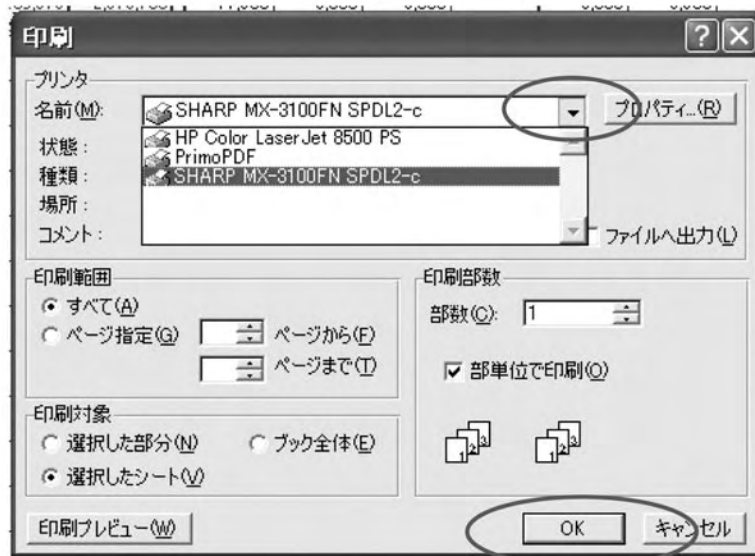 印刷
プリンタ
名前(M):
SHARP MX-3100FN SPDL2-c
プロパティ...(R)
HP Color LaserJet 8500 PS
PrimoPDF
SHARP MX-3100FN SPDL2-c
状態 :
種類 :
場所 :
コメント :
ファイルへ出力(L)
印刷範囲
すべて(A)
ページ指定(G)
ページから(F)
ページまで(T)
印刷部数
部数(C):
1
部単位で印刷(O)
1 2 3
1 2 3
印刷対象
選択した部分(N)
ブック全体(E)
選択したシート(V)
印刷プレビュー(W)
OK
キャンセル